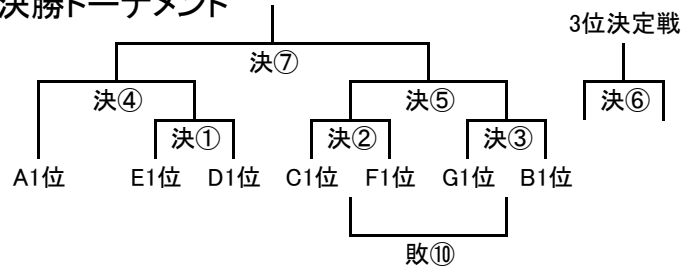 決勝トーナメント
3位決定戦
決⑦
決④ 決⑤ 決⑥
決① 決② 決③
A1位 E1位 D1位 C1位 F1位 G1位 B1位
敗⑩